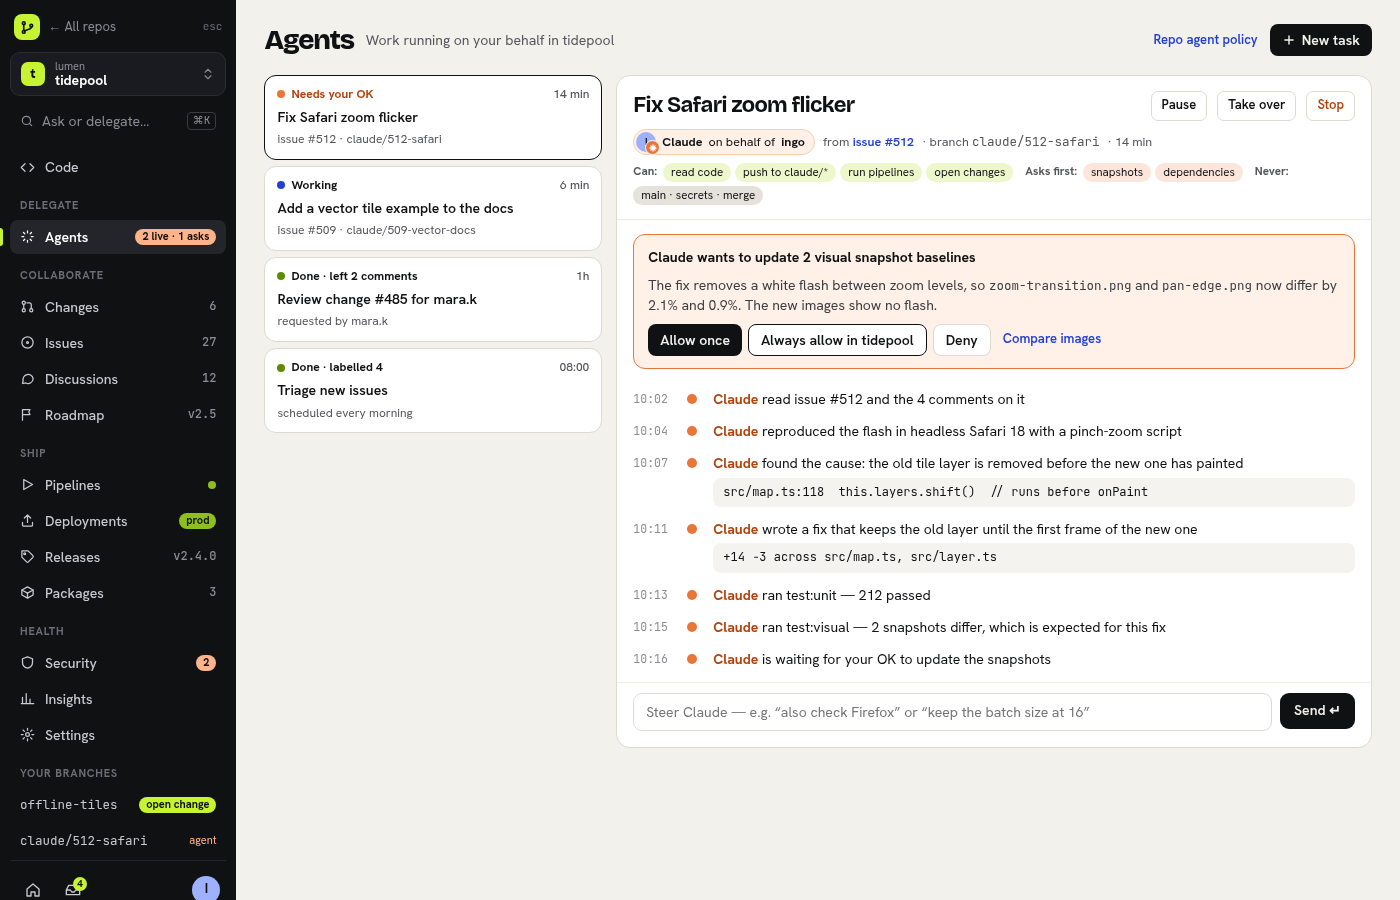 ← All repos esc
t lumen
tidepool
Ask or delegate... ⌘K
Code
DELEGATE
Agents 2 live · 1 asks
COLLABORATE
Changes 6
Issues 27
Discussions 12
Roadmap v2.5
SHIP
Pipelines
Deployments prod
Releases v2.4.0
Packages 3
HEALTH
Security 2
Insights
Settings
YOUR BRANCHES
offline-tiles open change
claude/512-safari agent
4 I
Agents Work running on your behalf in tidepool
Repo agent policy + New task
Needs your OK 14 min
Fix Safari zoom flicker
issue #512 · claude/512-safari
Working 6 min
Add a vector tile example to the docs
issue #509 · claude/509-vector-docs
Done · left 2 comments 1h
Review change #485 for mara.k
requested by mara.k
Done · labelled 4 08:00
Triage new issues
scheduled every morning
Fix Safari zoom flicker Pause Take over Stop
Claude on behalf of ingo from issue #512 · branch claude/512-safari · 14 min
Can: read code push to claude/* run pipelines open changes Asks first: snapshots dependencies Never:
main · secrets · merge
Claude wants to update 2 visual snapshot baselines
The fix removes a white flash between zoom levels, so zoom-transition.png and pan-edge.png now differ by
2.1% and 0.9%. The new images show no flash.
Allow once Always allow in tidepool Deny Compare images
10:02 Claude read issue #512 and the 4 comments on it
10:04 Claude reproduced the flash in headless Safari 18 with a pinch-zoom script
10:07 Claude found the cause: the old tile layer is removed before the new one has painted
src/map.ts:118 this.layers.shift() // runs before onPaint
10:11 Claude wrote a fix that keeps the old layer until the first frame of the new one
+14 -3 across src/map.ts, src/layer.ts
10:13 Claude ran test:unit — 212 passed
10:15 Claude ran test:visual — 2 snapshots differ, which is expected for this fix
10:16 Claude is waiting for your OK to update the snapshots
Steer Claude — e.g. “also check Firefox” or “keep the batch size at 16” Send ↵